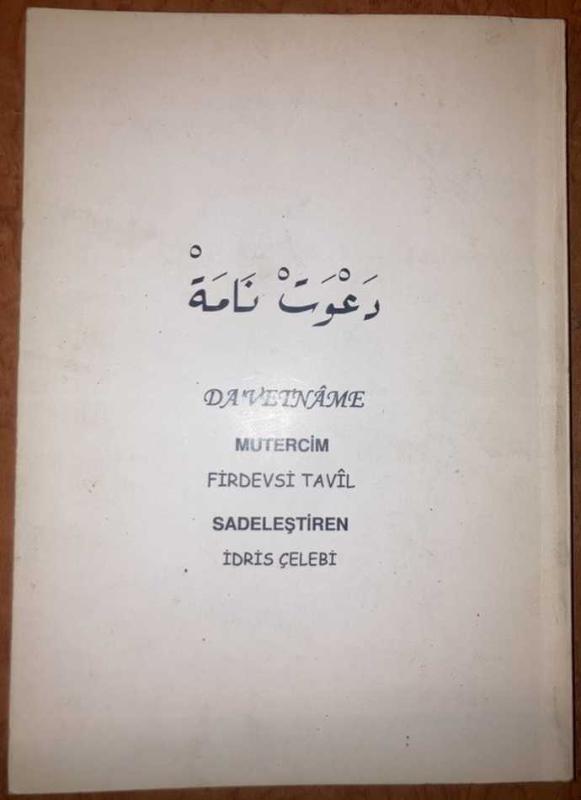 دَعْوَتْ نَامَةْ
DA'VETNÂME
MUTERCİM
FİRDEVSİ TAVÎL
SADELEŞTİREN
İDRİS ÇELEBİ